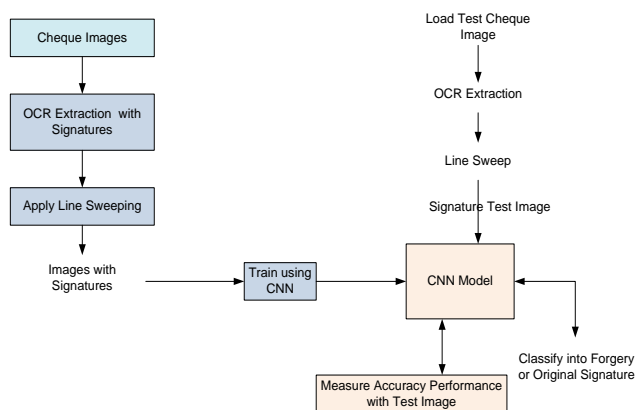 Cheque Images
OCR Extraction with
Signatures
Apply Line Sweeping
Images with
Signatures
Train using
CNN
Load Test Cheque
Image
OCR Extraction
Line Sweep
Signature Test Image
CNN Model
Classify into Forgery
or Original Signature
Measure Accuracy Performance
with Test Image